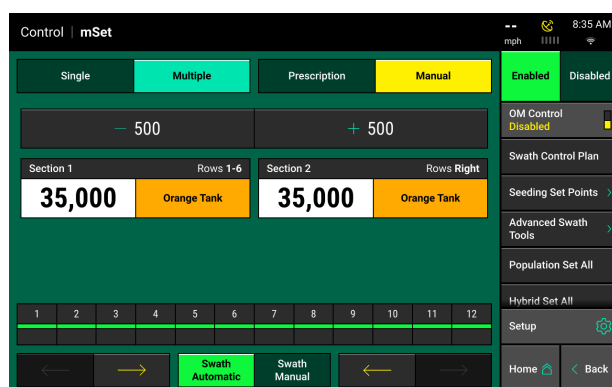 Control | mSet
-- mph
8:35 AM
Single Multiple Prescription Manual
Enabled Disabled
− 500 + 500
OM Control
Disabled
Swath Control Plan
Section 1 Rows 1-6
35,000 Orange Tank
Section 2 Rows Right
35,000 Orange Tank
Seeding Set Points
Advanced Swath
Tools
Population Set All
Hybrid Set All
1 2 3 4 5 6 7 8 9 10 11 12
Setup
Swath
Automatic
Swath
Manual
Home < Back